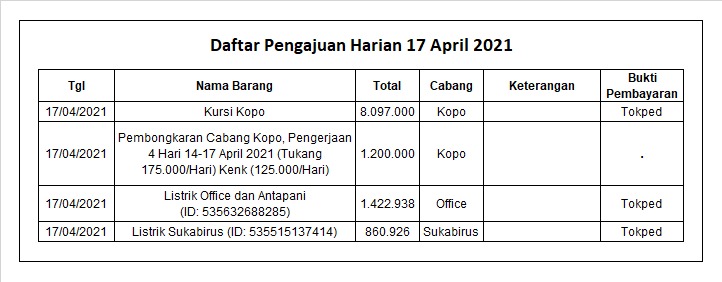 Daftar Pengajuan Harian 17 April 2021
Tgl Nama Barang Total Cabang Keterangan Bukti Pembayaran
17/04/2021 Kursi Kopo 8.097.000 Kopo Tokped
17/04/2021 Pembongkaran Cabang Kopo, Pengerjaan
4 Hari 14-17 April 2021 (Tukang
175.000/Hari) Kenk (125.000/Hari) 1.200.000 Kopo .
17/04/2021 Listrik Office dan Antapani
(ID: 535632688285) 1.422.938 Office Tokped
17/04/2021 Listrik Sukabirus (ID: 535515137414) 860.926 Sukabirus Tokped